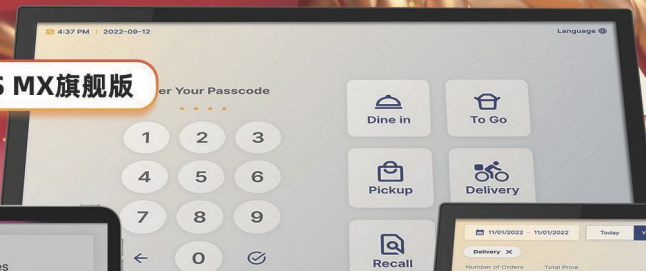 4:37 PM | 2022-09-12
Language
S MX旗舰版
er Your Passcode
1 2 3
4 5 6
7 8 9
0
Dine in
To Go
Pickup
Delivery
Recall
es
11/01/2022 - 11/01/2022
Today
Delivery X
Number of Orders
Total Price